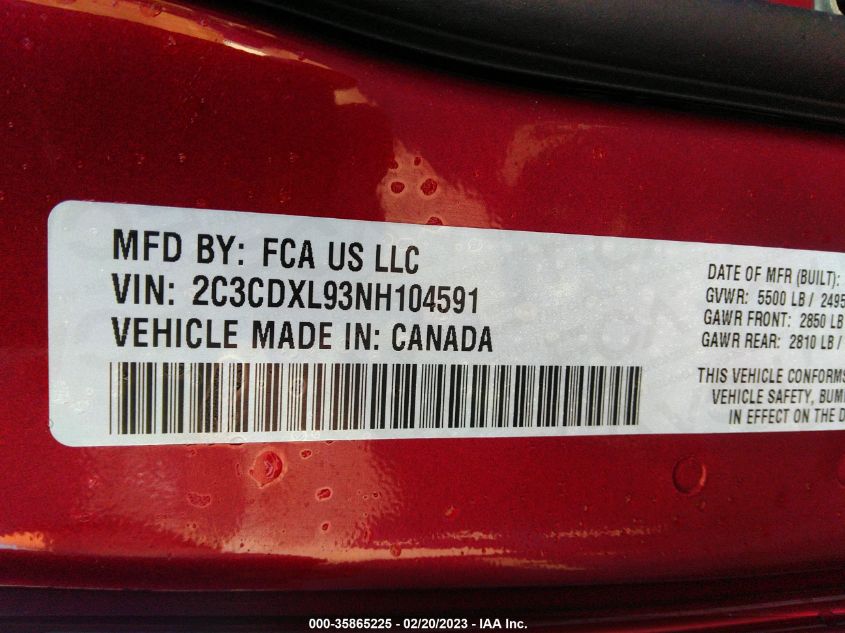 MFD BY: FCA US LLC
VIN: 2C3CDXL93NH104591
VEHICLE MADE IN: CANADA
DATE OF MFR (BUILT):
GVWR: 5500 LB / 2495
GAWR FRONT: 2850 LB
GAWR REAR: 2810 LB /
THIS VEHICLE CONFORMS
VEHICLE SAFETY, BUM
IN EFFECT ON THE D
000-35865225 - 02/20/2023 - IAA Inc.